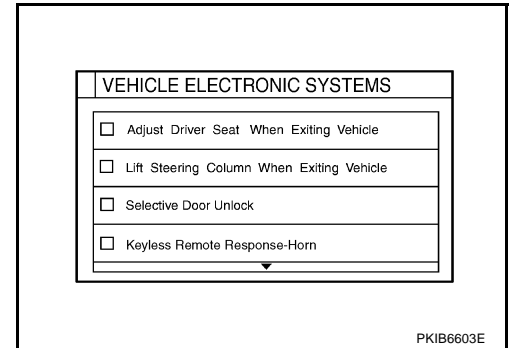 VEHICLE ELECTRONIC SYSTEMS
Adjust Driver Seat When Exiting Vehicle
Lift Steering Column When Exiting Vehicle
Selective Door Unlock
Keyless Remote Response-Horn
PKIB6603E